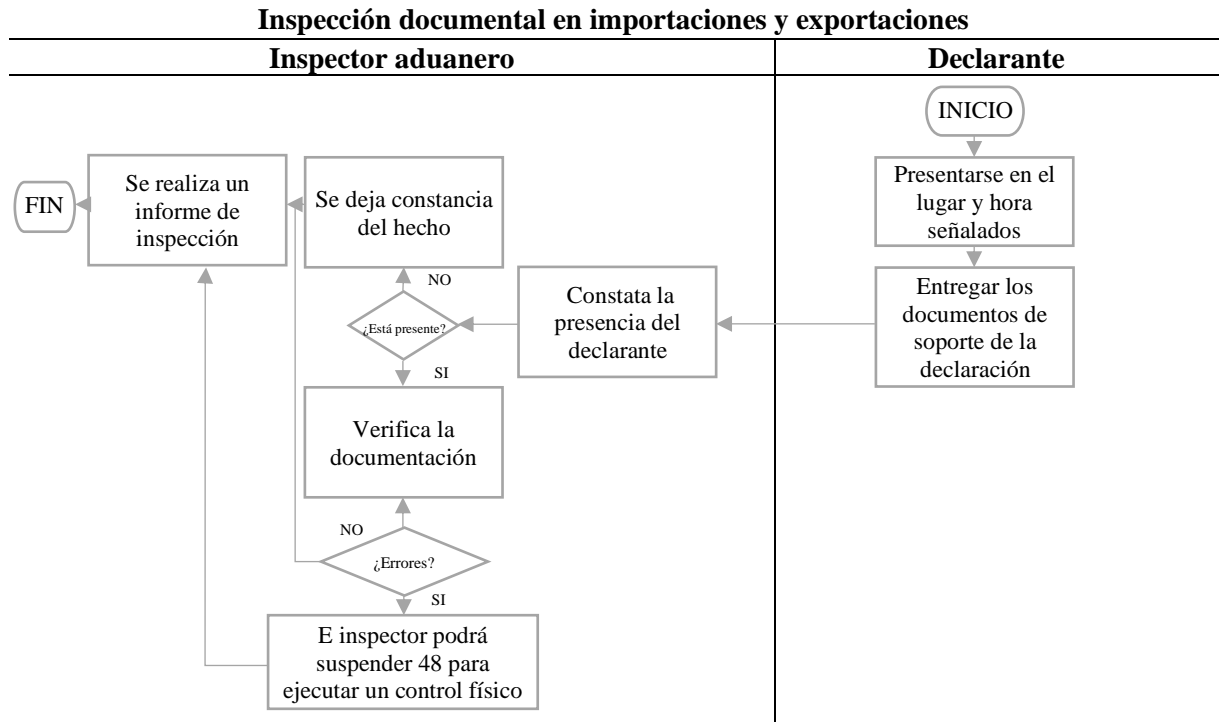 Inspección documental en importaciones y exportaciones
Inspector aduanero
Declarante
INICIO
Presentarse en el
lugar y hora
señalados
Entregar los
documentos de
soporte de la
declaración
Constata la
presencia del
declarante
¿Está presente?
NO
Se deja constancia
del hecho
SI
Verifica la
documentación
NO
¿Errores?
SI
E inspector podrá
suspender 48 para
ejecutar un control físico
Se realiza un
informe de
inspección
FIN